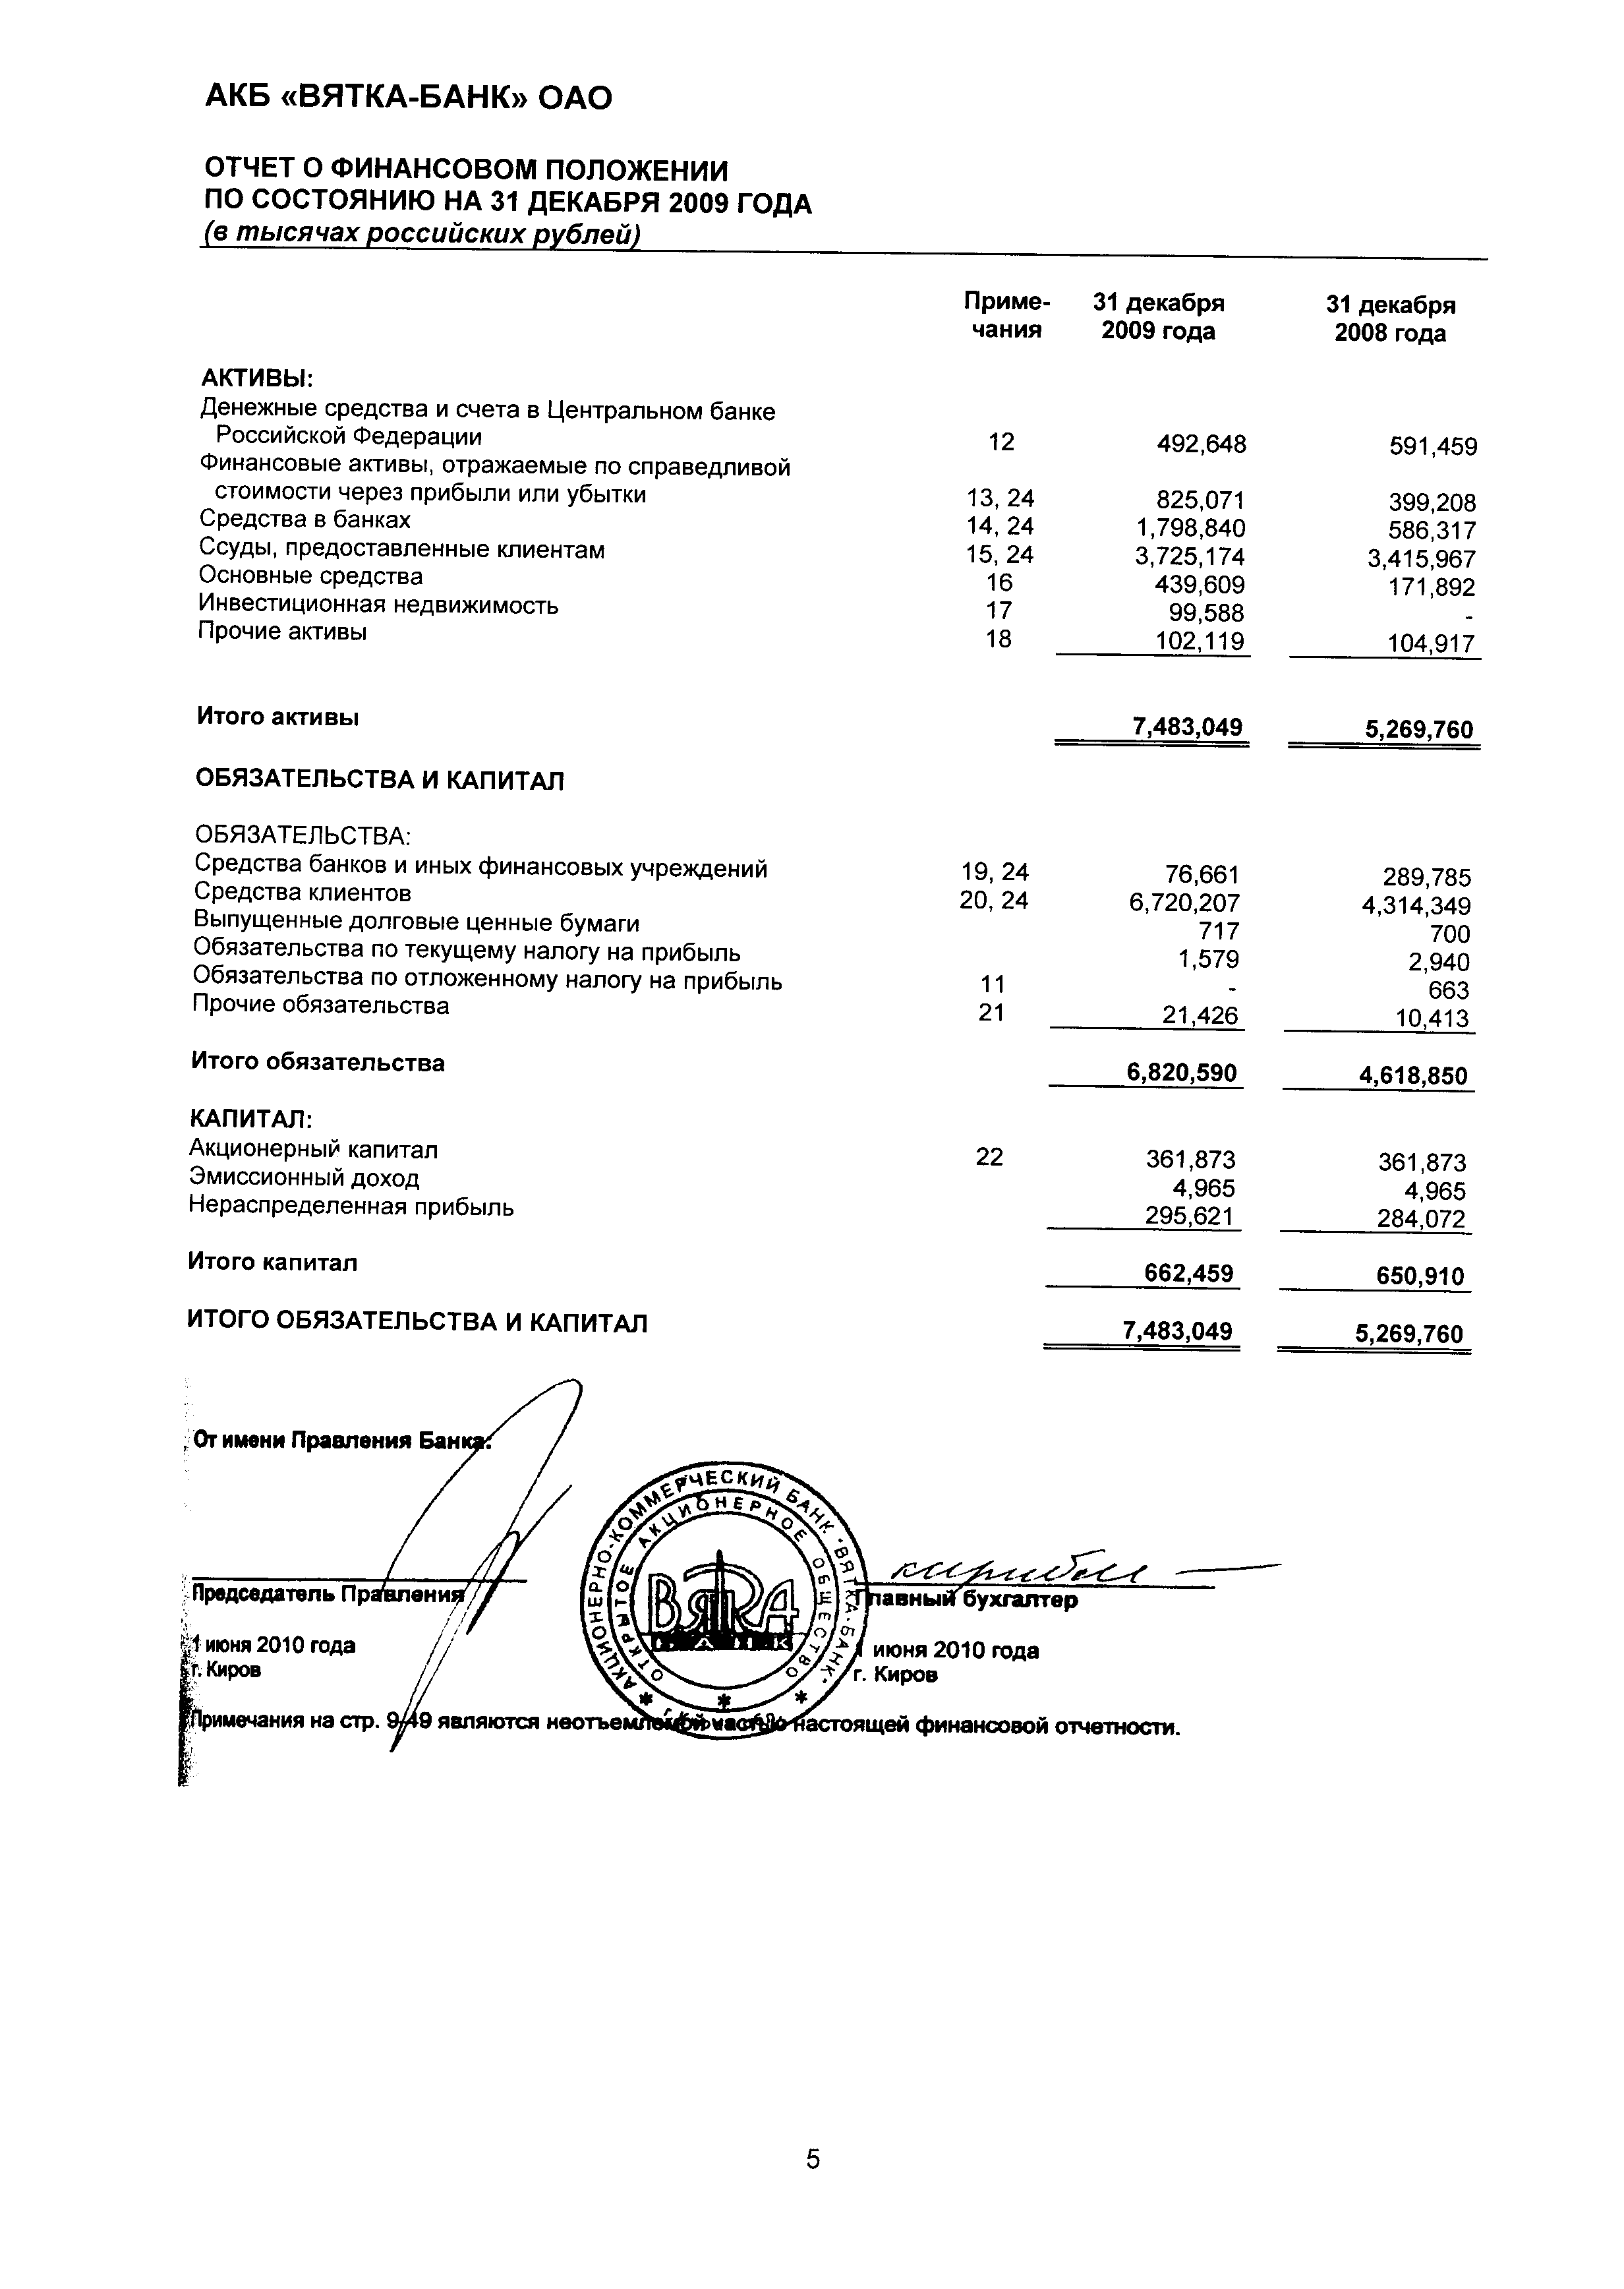 АКБ «ВЯТКА-БАНК» ОАО
ОТЧЕТ О ФИНАНСОВОМ ПОЛОЖЕНИИ
ПО СОСТОЯНИЮ НА 31 ДЕКАБРЯ 2009 ГОДА
(в тысячах российских рублей)
Приме- 31 декабря 31 декабря
чания 2009 года 2008 года
АКТИВЫ:
Денежные средства и счета в Центральном банке
Российской Федерации 12 492,648 591,459
Финансовые активы, отражаемые по справедливой
стоимости через прибыли или убытки 13, 24 825,071 399,208
Средства в банках 14, 24 1,798,840 586,317
Ссуды, предоставленные клиентам 15, 24 3,725,174 3,415,967
Основные средства 16 439,609 171,892
Инвестиционная недвижимость 17 99,588 -
Прочие активы 18 102,119 104,917
Итого активы 7,483,049 5,269,760
ОБЯЗАТЕЛЬСТВА И КАПИТАЛ
ОБЯЗАТЕЛЬСТВА:
Средства банков и иных финансовых учреждений 19, 24 76,661 289,785
Средства клиентов 20, 24 6,720,207 4,314,349
Выпущенные долговые ценные бумаги 717 700
Обязательства по текущему налогу на прибыль 1,579 2,940
Обязательства по отложенному налогу на прибыль 11 - 663
Прочие обязательства 21 21,426 10,413
Итого обязательства 6,820,590 4,618,850
КАПИТАЛ:
Акционерный капитал 22 361,873 361,873
Эмиссионный доход 4,965 4,965
Нераспределенная прибыль 295,621 284,072
Итого капитал 662,459 650,910
ИТОГО ОБЯЗАТЕЛЬСТВА И КАПИТАЛ 7,483,049 5,269,760
От имени Правления Банка:
АКЦИОНЕРНО-КОММЕРЧЕСКИЙ БАНК "ВЯТКА-БАНК"
ОТКРЫТОЕ АКЦИОНЕРНОЕ ОБЩЕСТВО
ВЯТКА
БАНК
Председатель Правления Главный бухгалтер
1 июня 2010 года 1 июня 2010 года
г. Киров г. Киров
Примечания на стр. 9-49 являются неотъемлемой частью настоящей финансовой отчетности.
5